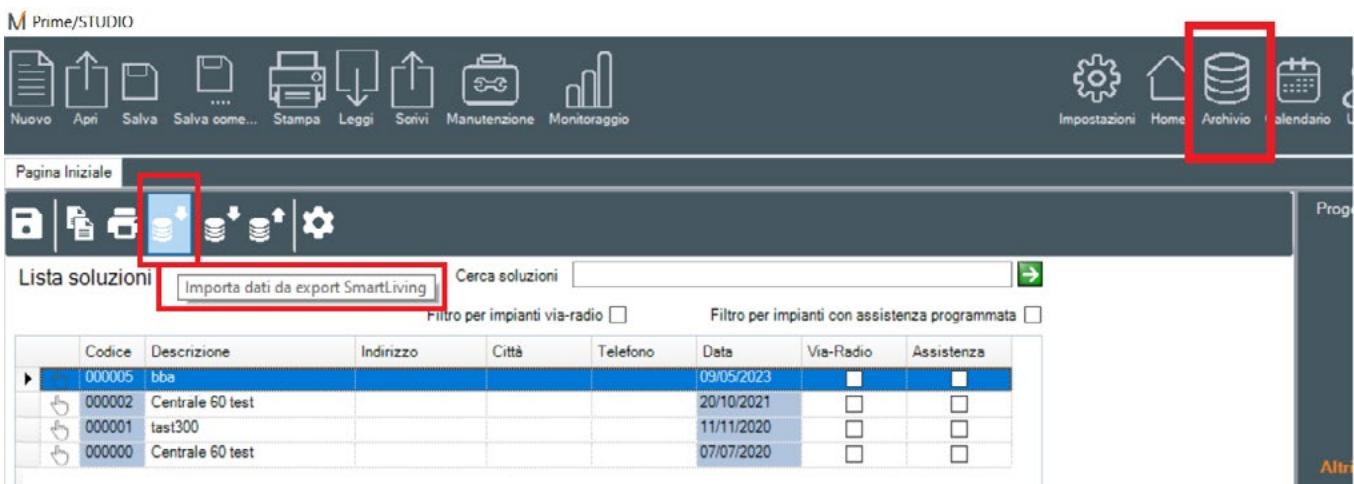 Prime/STUDIO
Nuovo Apri Salva Salva come... Stampa Leggi Scrivi Manutenzione Monitoraggio Impostazioni Home Archivio Calendario
Pagina Iniziale
Lista soluzioni Cerca soluzioni
Importa dati da export SmartLiving
Filtro per impianti via-radio Filtro per impianti con assistenza programmata
Codice Descrizione Indirizzo Città Telefono Data Via-Radio Assistenza
000005 bba 09/05/2023
000002 Centrale 60 test 20/10/2021
000001 tast300 11/11/2020
000000 Centrale 60 test 07/07/2020